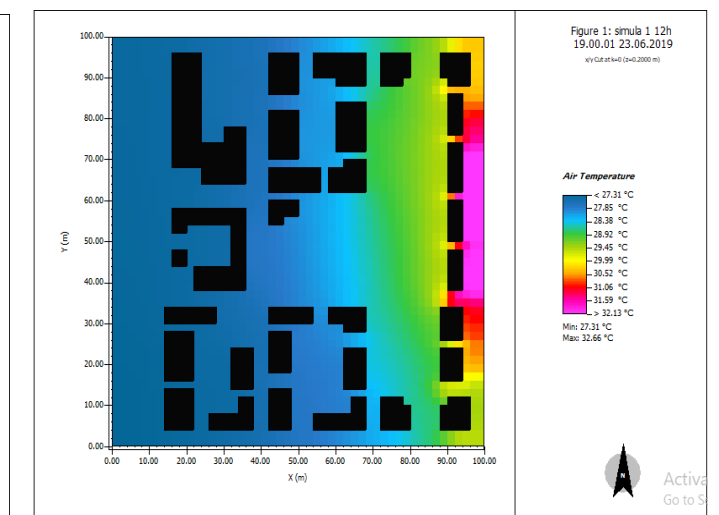 Figure 1: simula 1 12h
19.00.01 23.06.2019
x/y Cut at k=0 (z=0.2000 m)
100.00
90.00
80.00
70.00
60.00
50.00
40.00
30.00
20.00
10.00
0.00
Y (m)
0.00 10.00 20.00 30.00 40.00 50.00 60.00 70.00 80.00 90.00 100.00
X (m)
Air Temperature
< 27.31 °C
27.85 °C
28.38 °C
28.92 °C
29.45 °C
29.99 °C
30.52 °C
31.06 °C
31.59 °C
> 32.13 °C
Min: 27.31 °C
Max: 32.66 °C
N
Activa
Go to S